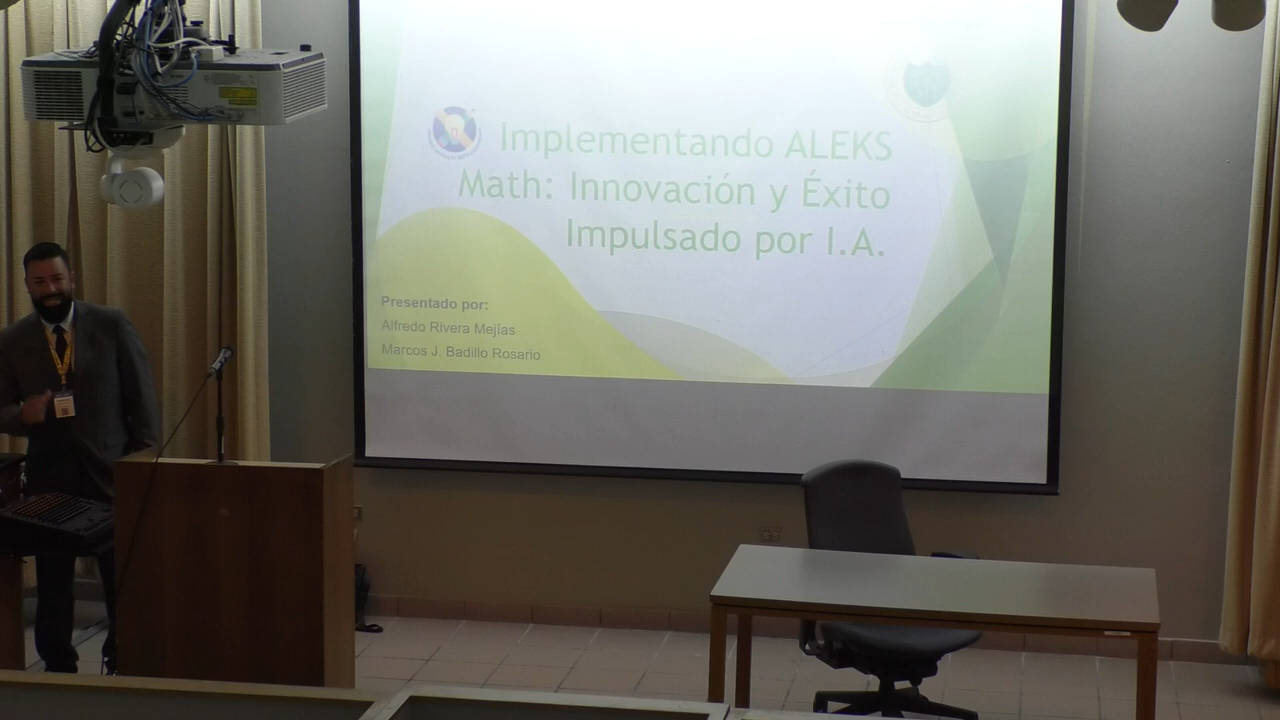 Implementando ALEKS
Math: Innovación y Éxito
Impulsado por I.A.
Presentado por:
Alfredo Rivera Mejías
Marcos J. Badillo Rosario